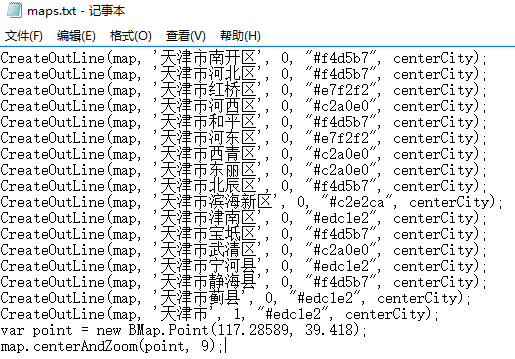 maps.txt - 记事本
文件(F) 编辑(E) 格式(O) 查看(V) 帮助(H)
CreateOutLine(map, '天津市南开区', 0, "#f4d5b7", centerCity);
CreateOutLine(map, '天津市河北区', 0, "#f4d5b7", centerCity);
CreateOutLine(map, '天津市红桥区', 0, "#e7f2f2", centerCity);
CreateOutLine(map, '天津市河西区', 0, "#c2a0e0", centerCity);
CreateOutLine(map, '天津市和平区', 0, "#f4d5b7", centerCity);
CreateOutLine(map, '天津市河东区', 0, "#e7f2f2", centerCity);
CreateOutLine(map, '天津市西青区', 0, "#c2a0e0", centerCity);
CreateOutLine(map, '天津市东丽区', 0, "#c2a0e0", centerCity);
CreateOutLine(map, '天津市北辰区', 0, "#f4d5b7", centerCity);
CreateOutLine(map, '天津市滨海新区', 0, "#c2e2ca", centerCity);
CreateOutLine(map, '天津市津南区', 0, "#edc1e2", centerCity);
CreateOutLine(map, '天津市宝坻区', 0, "#f4d5b7", centerCity);
CreateOutLine(map, '天津市武清区', 0, "#c2a0e0", centerCity);
CreateOutLine(map, '天津市宁河县', 0, "#edc1e2", centerCity);
CreateOutLine(map, '天津市静海县', 0, "#f4d5b7", centerCity);
CreateOutLine(map, '天津市蓟县', 0, "#edc1e2", centerCity);
CreateOutLine(map, '天津市', 1, "#edc1e2", centerCity);
var point = new BMap.Point(117.28589, 39.418);
map.centerAndZoom(point, 9);